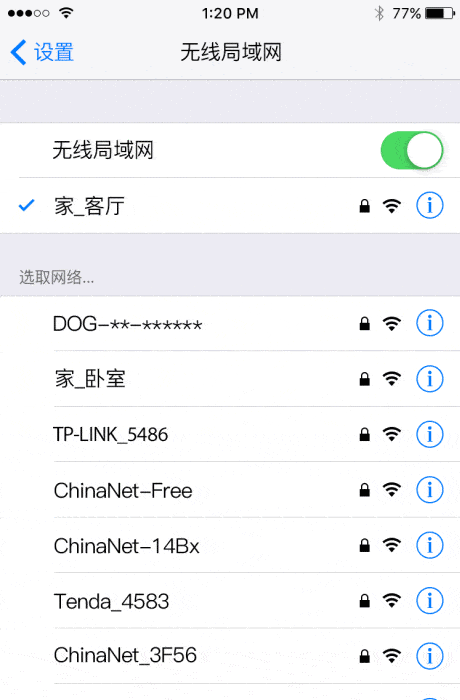 1:20 PM 77%
设置 无线局域网
无线局域网
家_客厅
选取网络...
DOG-**-******
家_卧室
TP-LINK_5486
ChinaNet-Free
ChinaNet-14Bx
Tenda_4583
ChinaNet_3F56